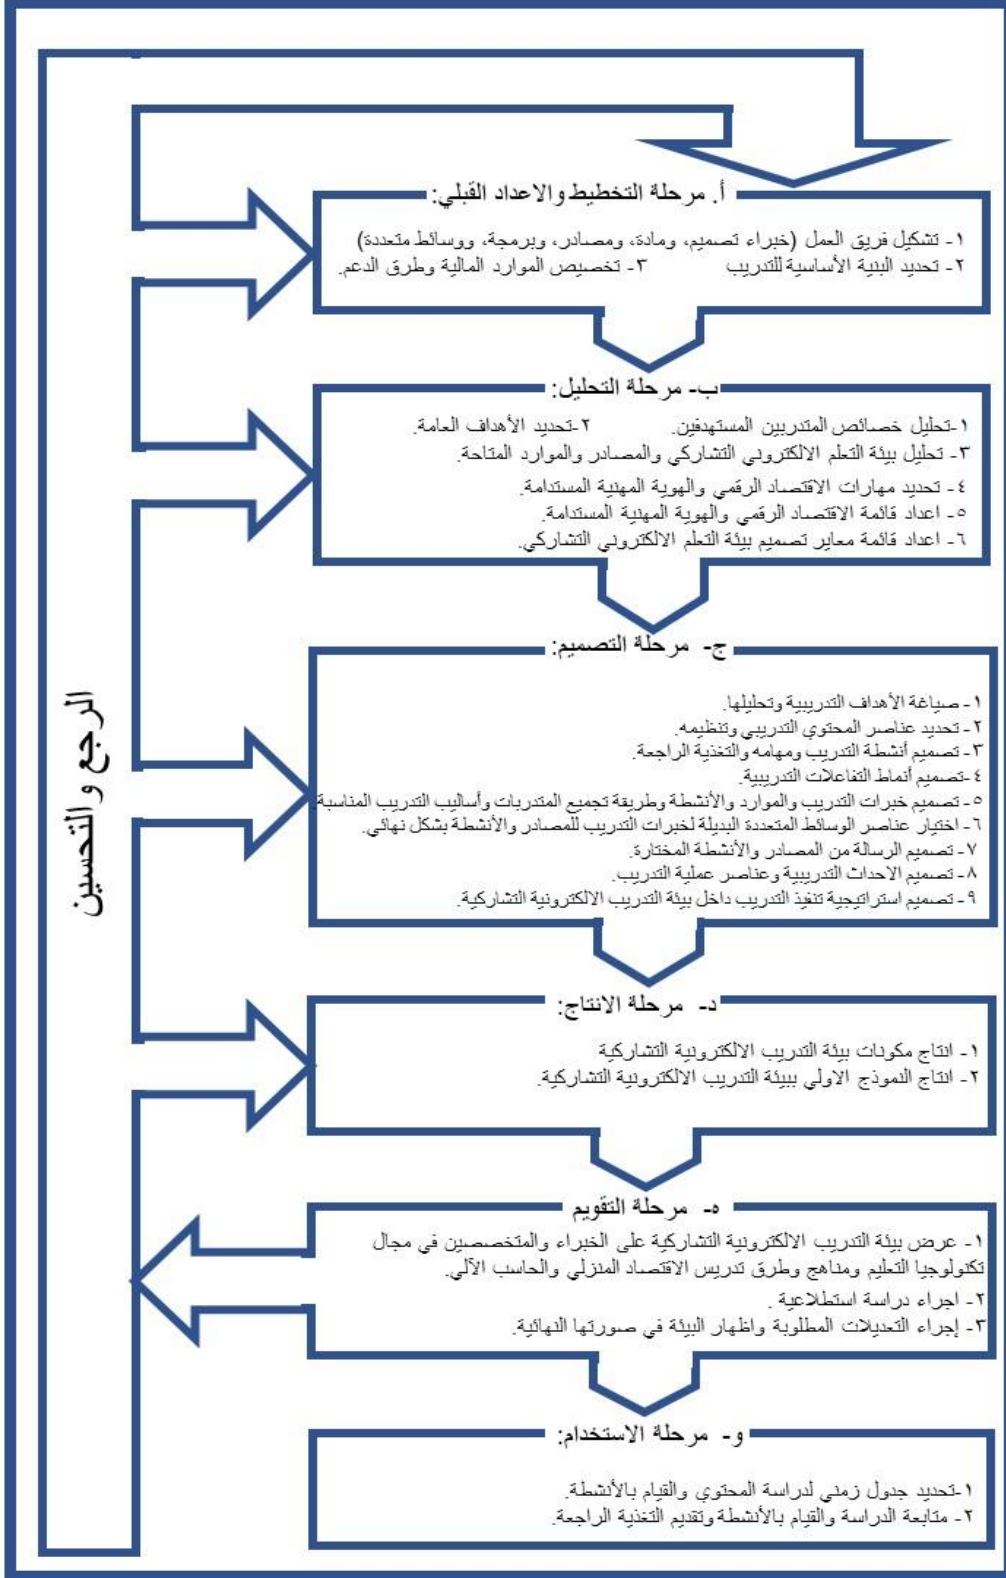 أ. مرحلة التخطيط والاعداد القبلي:
١- تشكيل فريق العمل (خبراء تصميم، ومادة، ومصادر، وبرمجة، ووسائط متعددة)
٢- تحديد البنية الأساسية للتدريب ٣- تخصيص الموارد المالية وطرق الدعم.
ب- مرحلة التحليل:
١-تحليل خصائص المتدربين المستهدفين. ٢-تحديد الأهداف العامة.
٣- تحليل بيئة التعلم الالكتروني التشاركي والمصادر والموارد المتاحة.
٤- تحديد مهارات الاقتصاد الرقمي والهوية المهنية المستدامة.
٥- اعداد قائمة الاقتصاد الرقمي والهوية المهنية المستدامة.
٦- اعداد قائمة معاير تصميم بيئة التعلم الالكتروني التشاركي.
ج- مرحلة التصميم:
١- صياغة الأهداف التدريبية وتحليلها.
٢- تحديد عناصر المحتوي التدريبي وتنظيمه.
٣- تصميم أنشطة التدريب ومهامه والتغذية الراجعة.
٤-تصميم أنماط التفاعلات التدريبية.
٥- تصميم خبرات التدريب والموارد والأنشطة وطريقة تجميع المتدربات وأساليب التدريب المناسبة.
٦- اختيار عناصر الوسائط المتعددة البديلة لخبرات التدريب للمصادر والأنشطة بشكل نهائي.
٧- تصميم الرسالة من المصادر والأنشطة المختارة.
٨- تصميم الاحداث التدريبية وعناصر عملية التدريب.
٩- تصميم استراتيجية تنفيذ التدريب داخل بيئة التدريب الالكترونية التشاركية.
د- مرحلة الانتاج:
١- انتاج مكونات بيئة التدريب الالكترونية التشاركية
٢- انتاج النموذج الاولي ببيئة التدريب الالكترونية التشاركية.
ه- مرحلة التقويم
١- عرض بيئة التدريب الالكترونية التشاركية على الخبراء والمتخصصين في مجال
تكنولوجيا التعليم ومناهج وطرق تدريس الاقتصاد المنزلي والحاسب الآلي.
٢- اجراء دراسة استطلاعية .
٣- إجراء التعديلات المطلوبة واظهار البيئة في صورتها النهائية.
و- مرحلة الاستخدام:
١-تحديد جدول زمني لدراسة المحتوي والقيام بالأنشطة.
٢- متابعة الدراسة والقيام بالأنشطة وتقديم التغذية الراجعة.
الرجع والتحسين